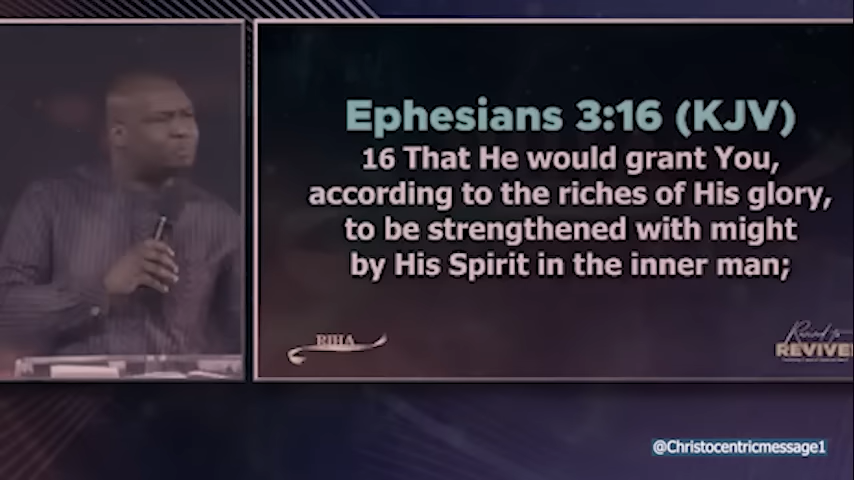 Ephesians 3:16 (KJV)
16 That He would grant You,
according to the riches of His glory,
to be strengthened with might
by His Spirit in the inner man;
RIHA
REVIVE
@Christocentricmessage1